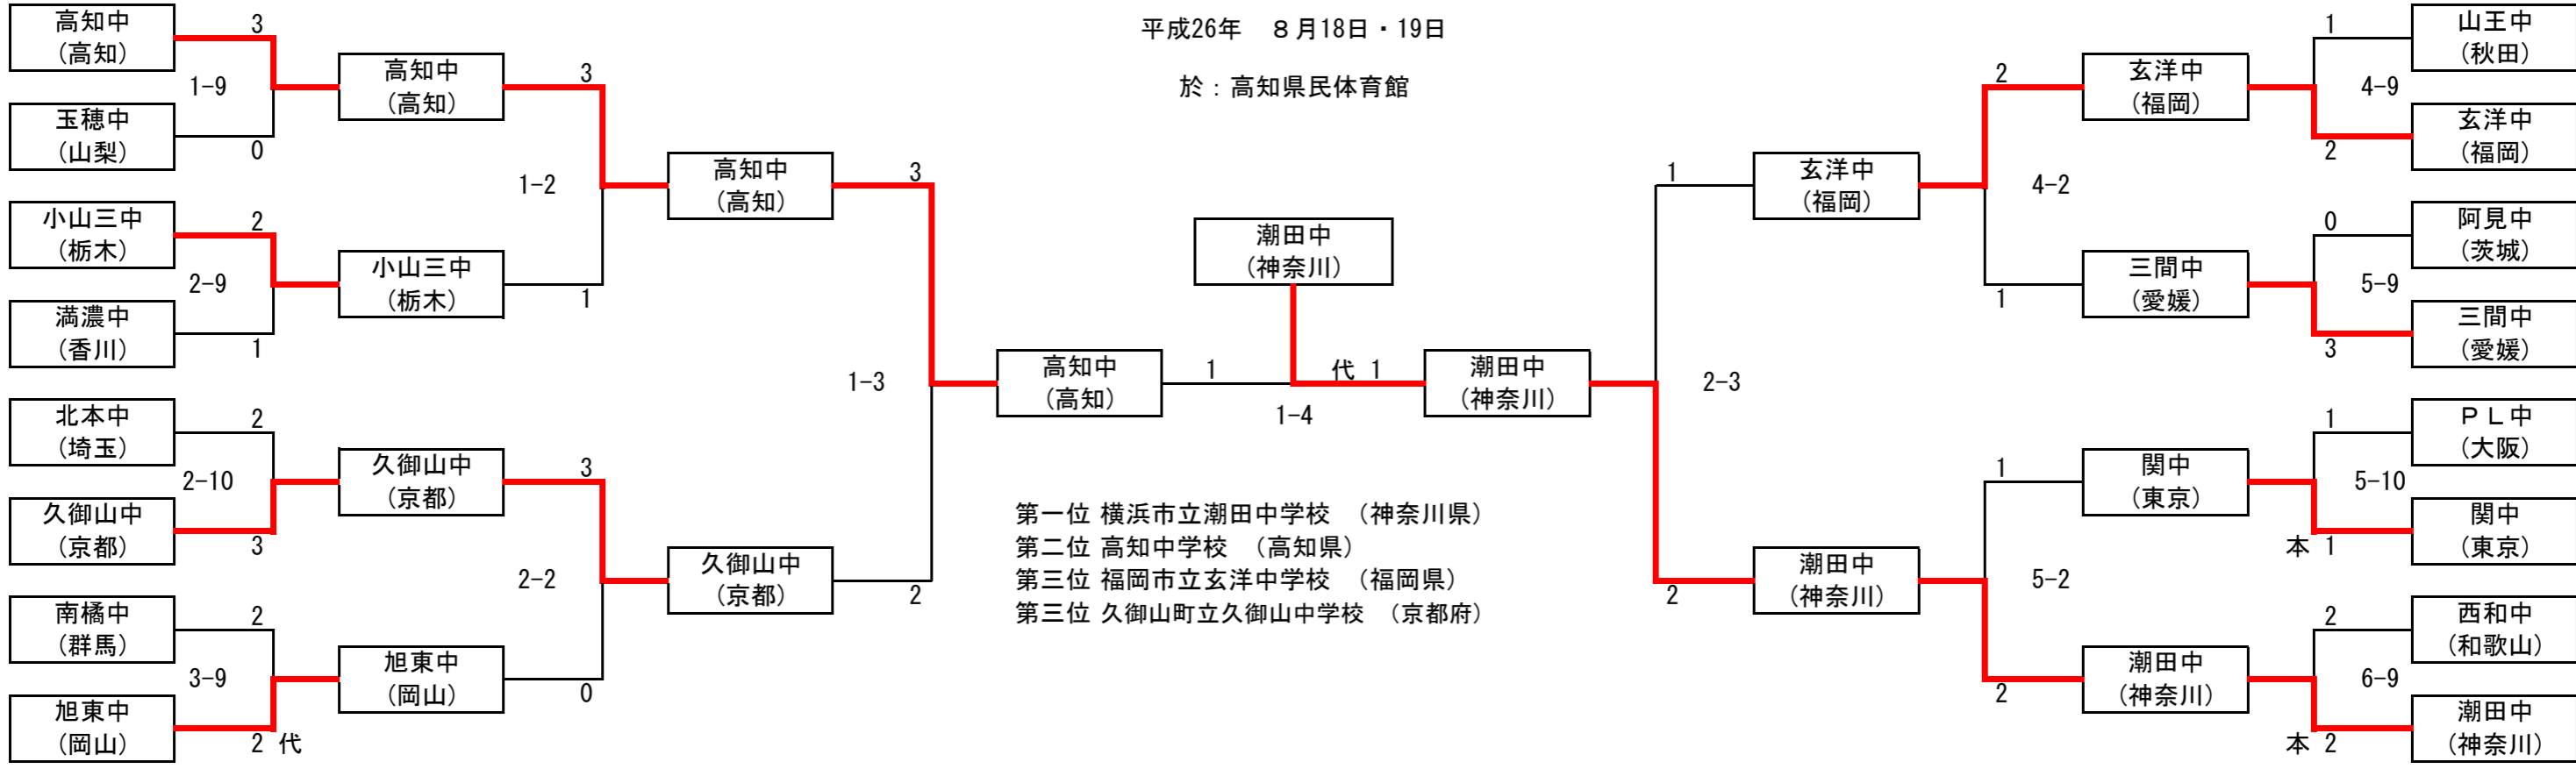 平成26年　８月18日・19日
於：高知県民体育館
高知中
（高知）
3
1-9
玉穂中
（山梨）
0
小山三中
（栃木）
2
2-9
満濃中
（香川）
1
北本中
（埼玉）
2
2-10
久御山中
（京都）
3
南橘中
（群馬）
2
3-9
旭東中
（岡山）
2 代
高知中
（高知）
3
1-2
小山三中
（栃木）
1
久御山中
（京都）
3
2-2
旭東中
（岡山）
0
高知中
（高知）
3
1-3
久御山中
（京都）
2
高知中
（高知）
1
潮田中
（神奈川）
代 1
1-4
潮田中
（神奈川）
第一位 横浜市立潮田中学校　（神奈川県）
第二位 高知中学校　（高知県）
第三位 福岡市立玄洋中学校　（福岡県）
第三位 久御山町立久御山中学校　（京都府）
1
玄洋中
（福岡）
2-3
2
潮田中
（神奈川）
2
玄洋中
（福岡）
4-2
1
三間中
（愛媛）
1
関中
（東京）
5-2
2
潮田中
（神奈川）
1
山王中
（秋田）
4-9
2
玄洋中
（福岡）
0
阿見中
（茨城）
5-9
3
三間中
（愛媛）
1
ＰＬ中
（大阪）
5-10
本 1
関中
（東京）
2
西和中
（和歌山）
6-9
本 2
潮田中
（神奈川）